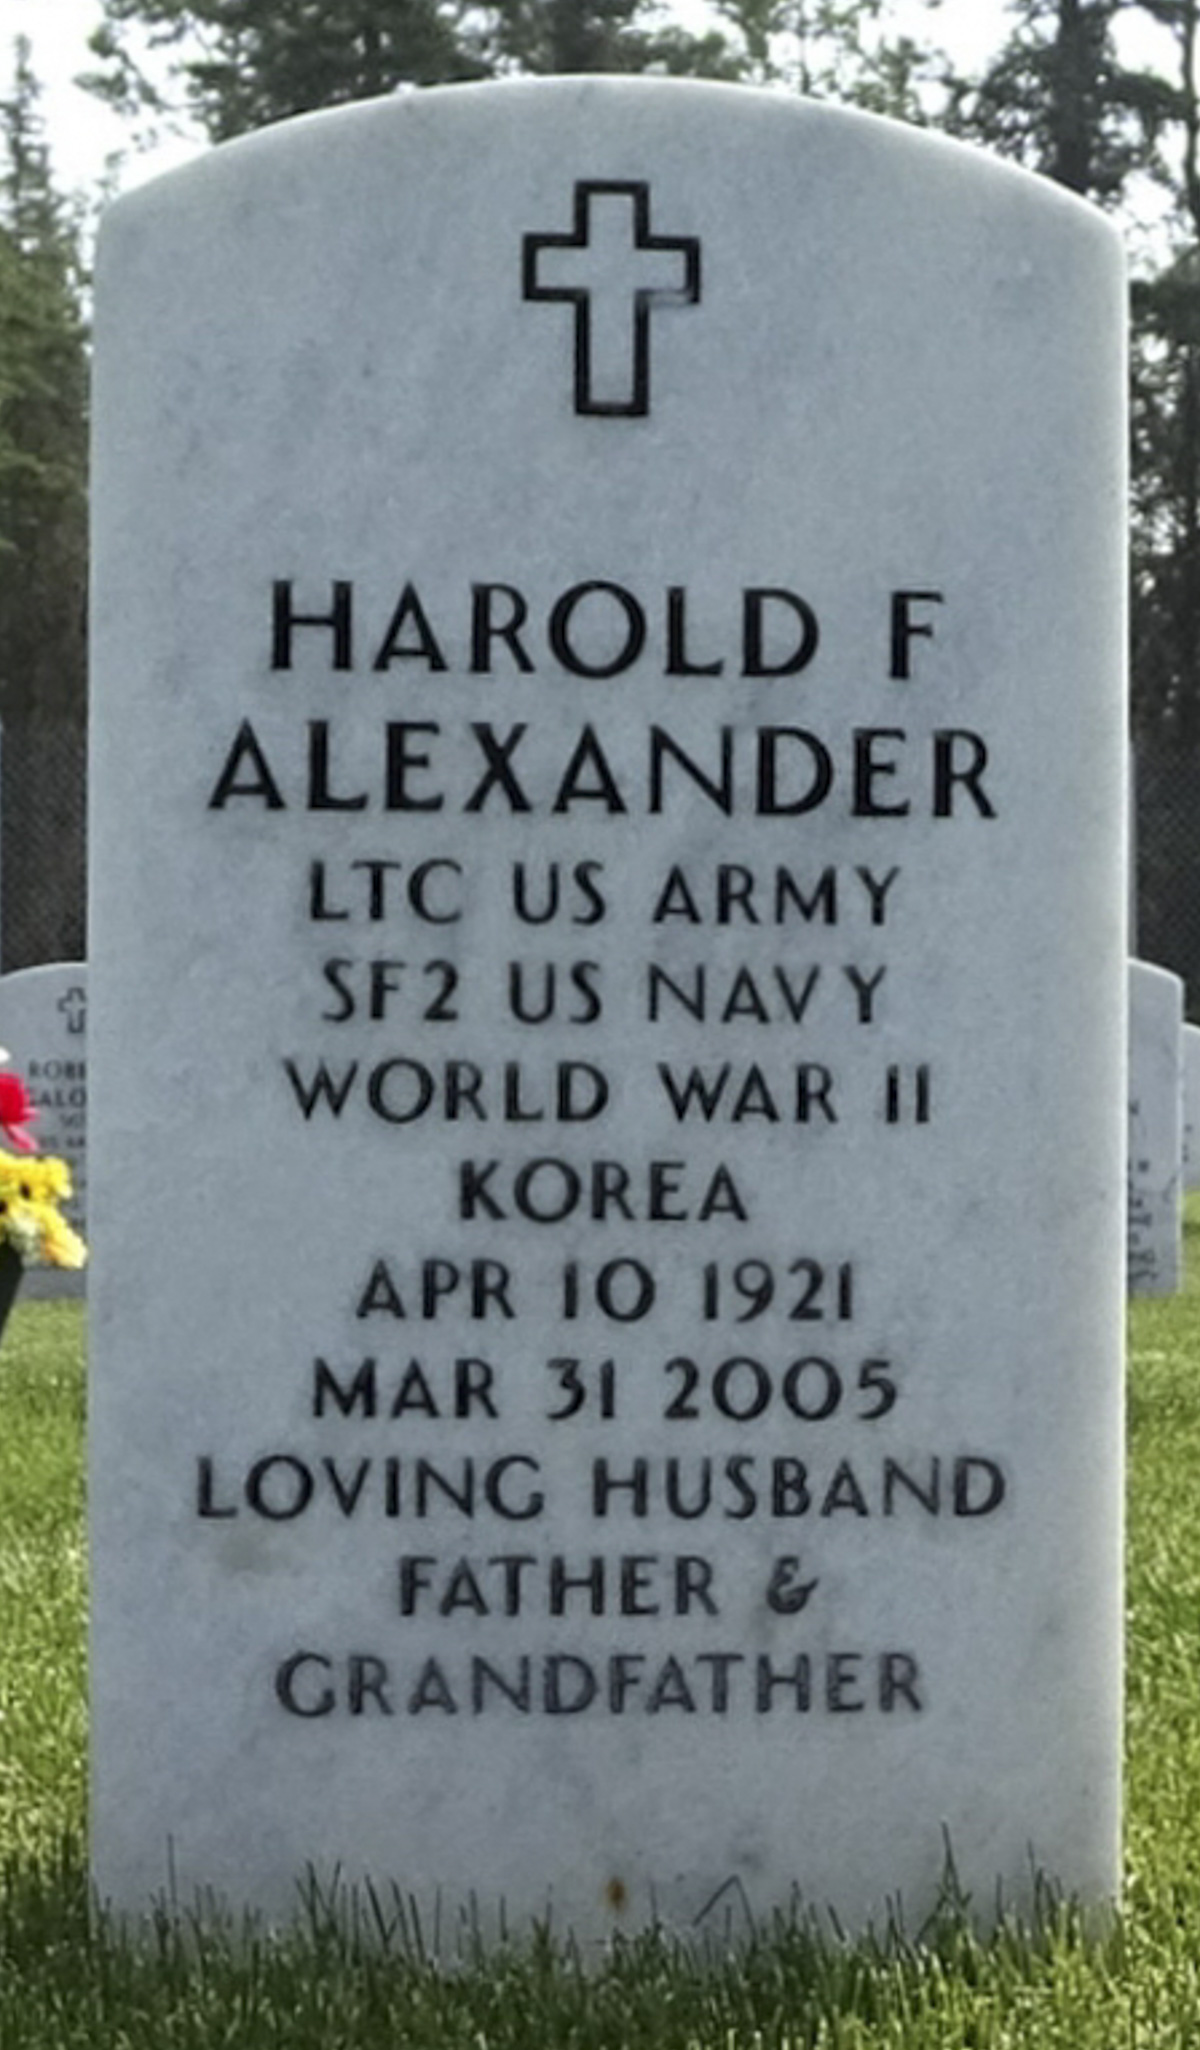 HAROLD F
ALEXANDER
LTC US ARMY
SF2 US NAVY
WORLD WAR II
KOREA
APR 10 1921
MAR 31 2005
LOVING HUSBAND
FATHER &
GRANDFATHER